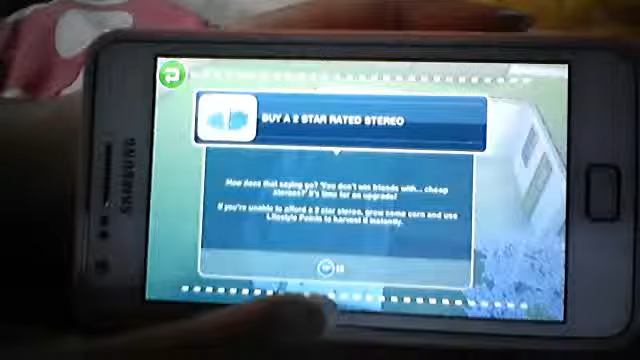 BUY A 2 STAR RATED STEREO
How does that saying go? 'You don't win friends with... cheap
stereos?' It's time for an upgrade!
If you're unable to afford a 2 star stereo, grow some corn and use
Lifestyle Points to harvest it instantly.
SAMSUNG